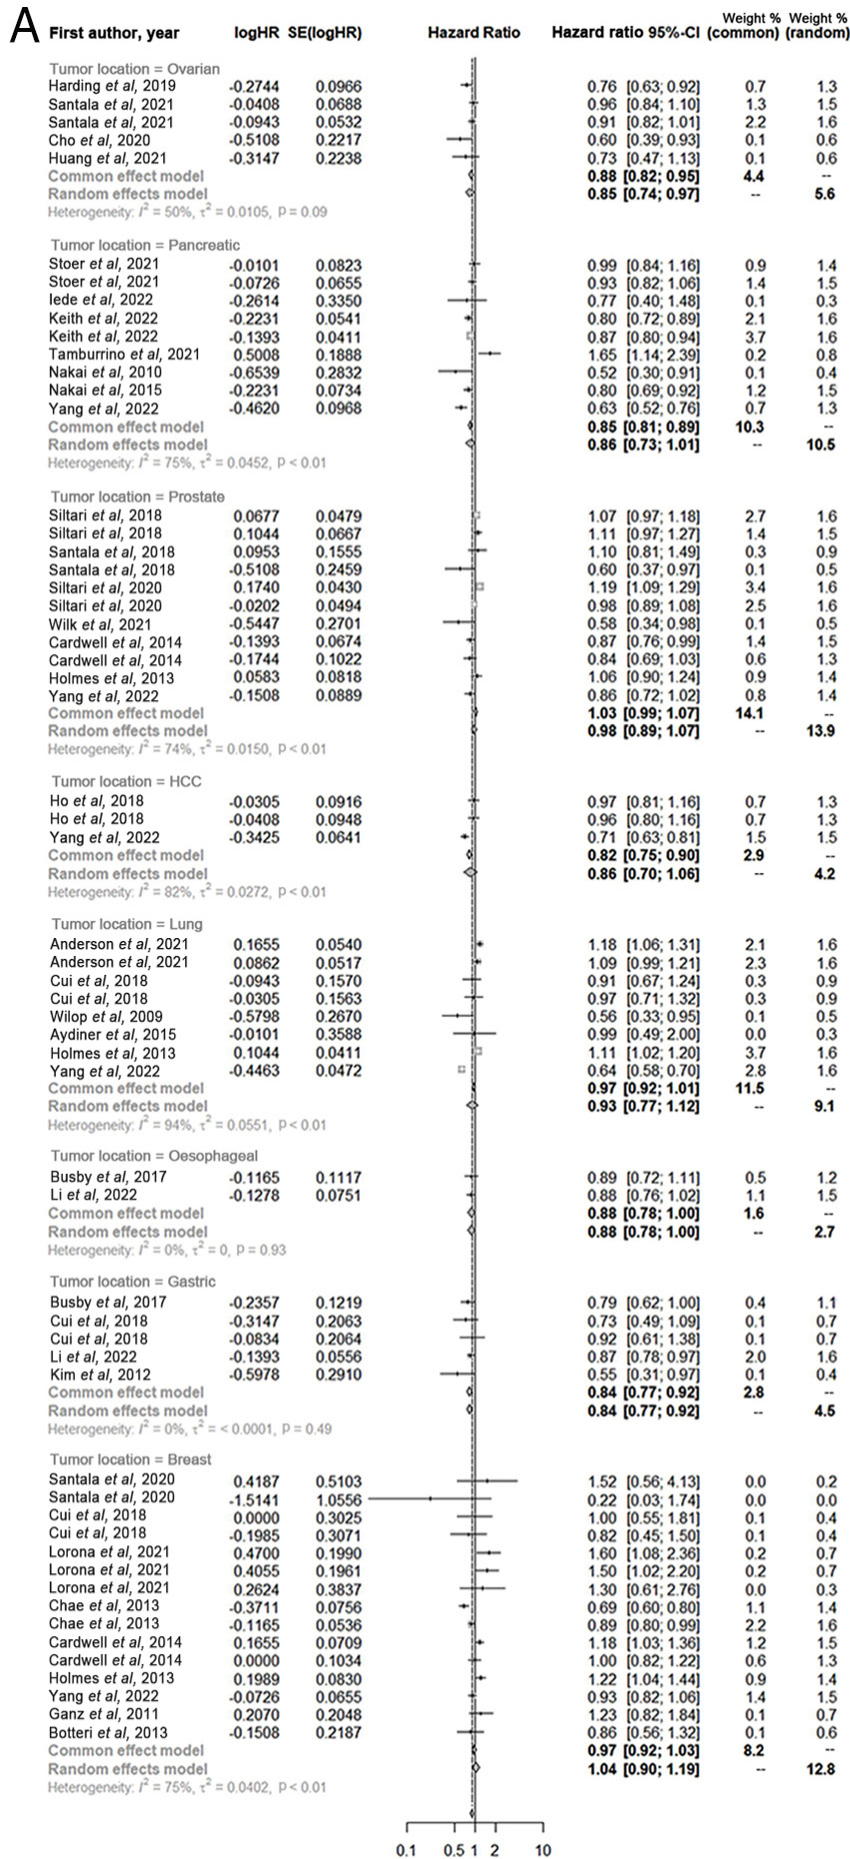 A
First author, year logHR SE(logHR) Hazard Ratio Hazard ratio 95%-CI Weight % (common) Weight % (random)
Tumor location = Ovarian
Harding et al, 2019 -0.2744 0.0966 0.76 [0.63; 0.92] 0.7 1.3
Santala et al, 2021 -0.0408 0.0688 0.96 [0.84; 1.10] 1.3 1.5
Santala et al, 2021 -0.0943 0.0532 0.91 [0.82; 1.01] 2.2 1.6
Cho et al, 2020 -0.5108 0.2217 0.60 [0.39; 0.93] 0.1 0.6
Huang et al, 2021 -0.3147 0.2238 0.73 [0.47; 1.13] 0.1 0.6
Common effect model 0.88 [0.82; 0.95] 4.4 --
Random effects model 0.85 [0.74; 0.97] -- 5.6
Heterogeneity: I² = 50%, τ² = 0.0105, p = 0.09
Tumor location = Pancreatic
Stoer et al, 2021 -0.0101 0.0823 0.99 [0.84; 1.16] 0.9 1.4
Stoer et al, 2021 -0.0726 0.0655 0.93 [0.82; 1.06] 1.4 1.5
Iede et al, 2022 -0.2614 0.3350 0.77 [0.40; 1.48] 0.1 0.3
Keith et al, 2022 -0.2231 0.0541 0.80 [0.72; 0.89] 2.1 1.6
Keith et al, 2022 -0.1393 0.0411 0.87 [0.80; 0.94] 3.7 1.6
Tamburrino et al, 2021 0.5008 0.1888 1.65 [1.14; 2.39] 0.2 0.8
Nakai et al, 2010 -0.6539 0.2832 0.52 [0.30; 0.91] 0.1 0.4
Nakai et al, 2015 -0.2231 0.0734 0.80 [0.69; 0.92] 1.2 1.5
Yang et al, 2022 -0.4620 0.0968 0.63 [0.52; 0.76] 0.7 1.3
Common effect model 0.85 [0.81; 0.89] 10.3 --
Random effects model 0.86 [0.73; 1.01] -- 10.5
Heterogeneity: I² = 75%, τ² = 0.0452, p < 0.01
Tumor location = Prostate
Siltari et al, 2018 0.0677 0.0479 1.07 [0.97; 1.18] 2.7 1.6
Siltari et al, 2018 0.1044 0.0667 1.11 [0.97; 1.27] 1.4 1.5
Santala et al, 2018 0.0953 0.1555 1.10 [0.81; 1.49] 0.3 0.9
Santala et al, 2018 -0.5108 0.2459 0.60 [0.37; 0.97] 0.1 0.5
Siltari et al, 2020 0.1740 0.0430 1.19 [1.09; 1.29] 3.4 1.6
Siltari et al, 2020 -0.0202 0.0494 0.98 [0.89; 1.08] 2.5 1.6
Wilk et al, 2021 -0.5447 0.2701 0.58 [0.34; 0.98] 0.1 0.5
Cardwell et al, 2014 -0.1393 0.0674 0.87 [0.76; 0.99] 1.4 1.5
Cardwell et al, 2014 -0.1744 0.1022 0.84 [0.69; 1.03] 0.6 1.3
Holmes et al, 2013 0.0583 0.0818 1.06 [0.90; 1.24] 0.9 1.4
Yang et al, 2022 -0.1508 0.0889 0.86 [0.72; 1.02] 0.8 1.4
Common effect model 1.03 [0.99; 1.07] 14.1 --
Random effects model 0.98 [0.89; 1.07] -- 13.9
Heterogeneity: I² = 74%, τ² = 0.0150, p < 0.01
Tumor location = HCC
Ho et al, 2018 -0.0305 0.0916 0.97 [0.81; 1.16] 0.7 1.3
Ho et al, 2018 -0.0408 0.0948 0.96 [0.80; 1.16] 0.7 1.3
Yang et al, 2022 -0.3425 0.0641 0.71 [0.63; 0.81] 1.5 1.5
Common effect model 0.82 [0.75; 0.90] 2.9 --
Random effects model 0.86 [0.70; 1.06] -- 4.2
Heterogeneity: I² = 82%, τ² = 0.0272, p < 0.01
Tumor location = Lung
Anderson et al, 2021 0.1655 0.0540 1.18 [1.06; 1.31] 2.1 1.6
Anderson et al, 2021 0.0862 0.0517 1.09 [0.99; 1.21] 2.3 1.6
Cui et al, 2018 -0.0943 0.1570 0.91 [0.67; 1.24] 0.3 0.9
Cui et al, 2018 -0.0305 0.1563 0.97 [0.71; 1.32] 0.3 0.9
Wilop et al, 2009 -0.5798 0.2670 0.56 [0.33; 0.95] 0.1 0.5
Aydiner et al, 2015 -0.0101 0.3588 0.99 [0.49; 2.00] 0.0 0.3
Holmes et al, 2013 0.1044 0.0411 1.11 [1.02; 1.20] 3.7 1.6
Yang et al, 2022 -0.4463 0.0472 0.64 [0.58; 0.70] 2.8 1.6
Common effect model 0.97 [0.92; 1.01] 11.5 --
Random effects model 0.93 [0.77; 1.12] -- 9.1
Heterogeneity: I² = 94%, τ² = 0.0551, p < 0.01
Tumor location = Oesophageal
Busby et al, 2017 -0.1165 0.1117 0.89 [0.72; 1.11] 0.5 1.2
Li et al, 2022 -0.1278 0.0751 0.88 [0.76; 1.02] 1.1 1.5
Common effect model 0.88 [0.78; 1.00] 1.6 --
Random effects model 0.88 [0.78; 1.00] -- 2.7
Heterogeneity: I² = 0%, τ² = 0, p = 0.93
Tumor location = Gastric
Busby et al, 2017 -0.2357 0.1219 0.79 [0.62; 1.00] 0.4 1.1
Cui et al, 2018 -0.3147 0.2063 0.73 [0.49; 1.09] 0.1 0.7
Cui et al, 2018 -0.0834 0.2064 0.92 [0.61; 1.38] 0.1 0.7
Li et al, 2022 -0.1393 0.0556 0.87 [0.78; 0.97] 2.0 1.6
Kim et al, 2012 -0.5978 0.2910 0.55 [0.31; 0.97] 0.1 0.4
Common effect model 0.84 [0.77; 0.92] 2.8 --
Random effects model 0.84 [0.77; 0.92] -- 4.5
Heterogeneity: I² = 0%, τ² = < 0.0001, p = 0.49
Tumor location = Breast
Santala et al, 2020 0.4187 0.5103 1.52 [0.56; 4.13] 0.0 0.2
Santala et al, 2020 -1.5141 1.0556 0.22 [0.03; 1.74] 0.0 0.0
Cui et al, 2018 0.0000 0.3025 1.00 [0.55; 1.81] 0.1 0.4
Cui et al, 2018 -0.1985 0.3071 0.82 [0.45; 1.50] 0.1 0.4
Lorona et al, 2021 0.4700 0.1990 1.60 [1.08; 2.36] 0.2 0.7
Lorona et al, 2021 0.4055 0.1961 1.50 [1.02; 2.20] 0.2 0.7
Lorona et al, 2021 0.2624 0.3837 1.30 [0.61; 2.76] 0.0 0.3
Chae et al, 2013 -0.3711 0.0756 0.69 [0.60; 0.80] 1.1 1.4
Chae et al, 2013 -0.1165 0.0536 0.89 [0.80; 0.99] 2.2 1.6
Cardwell et al, 2014 0.1655 0.0709 1.18 [1.03; 1.36] 1.2 1.5
Cardwell et al, 2014 0.0000 0.1034 1.00 [0.82; 1.22] 0.6 1.3
Holmes et al, 2013 0.1989 0.0830 1.22 [1.04; 1.44] 0.9 1.4
Yang et al, 2022 -0.0726 0.0655 0.93 [0.82; 1.06] 1.4 1.5
Ganz et al, 2011 0.2070 0.2048 1.23 [0.82; 1.84] 0.1 0.7
Botteri et al, 2013 -0.1508 0.2187 0.86 [0.56; 1.32] 0.1 0.6
Common effect model 0.97 [0.92; 1.03] 8.2 --
Random effects model 1.04 [0.90; 1.19] -- 12.8
Heterogeneity: I² = 75%, τ² = 0.0402, p < 0.01
0.1 0.5 1 2 10